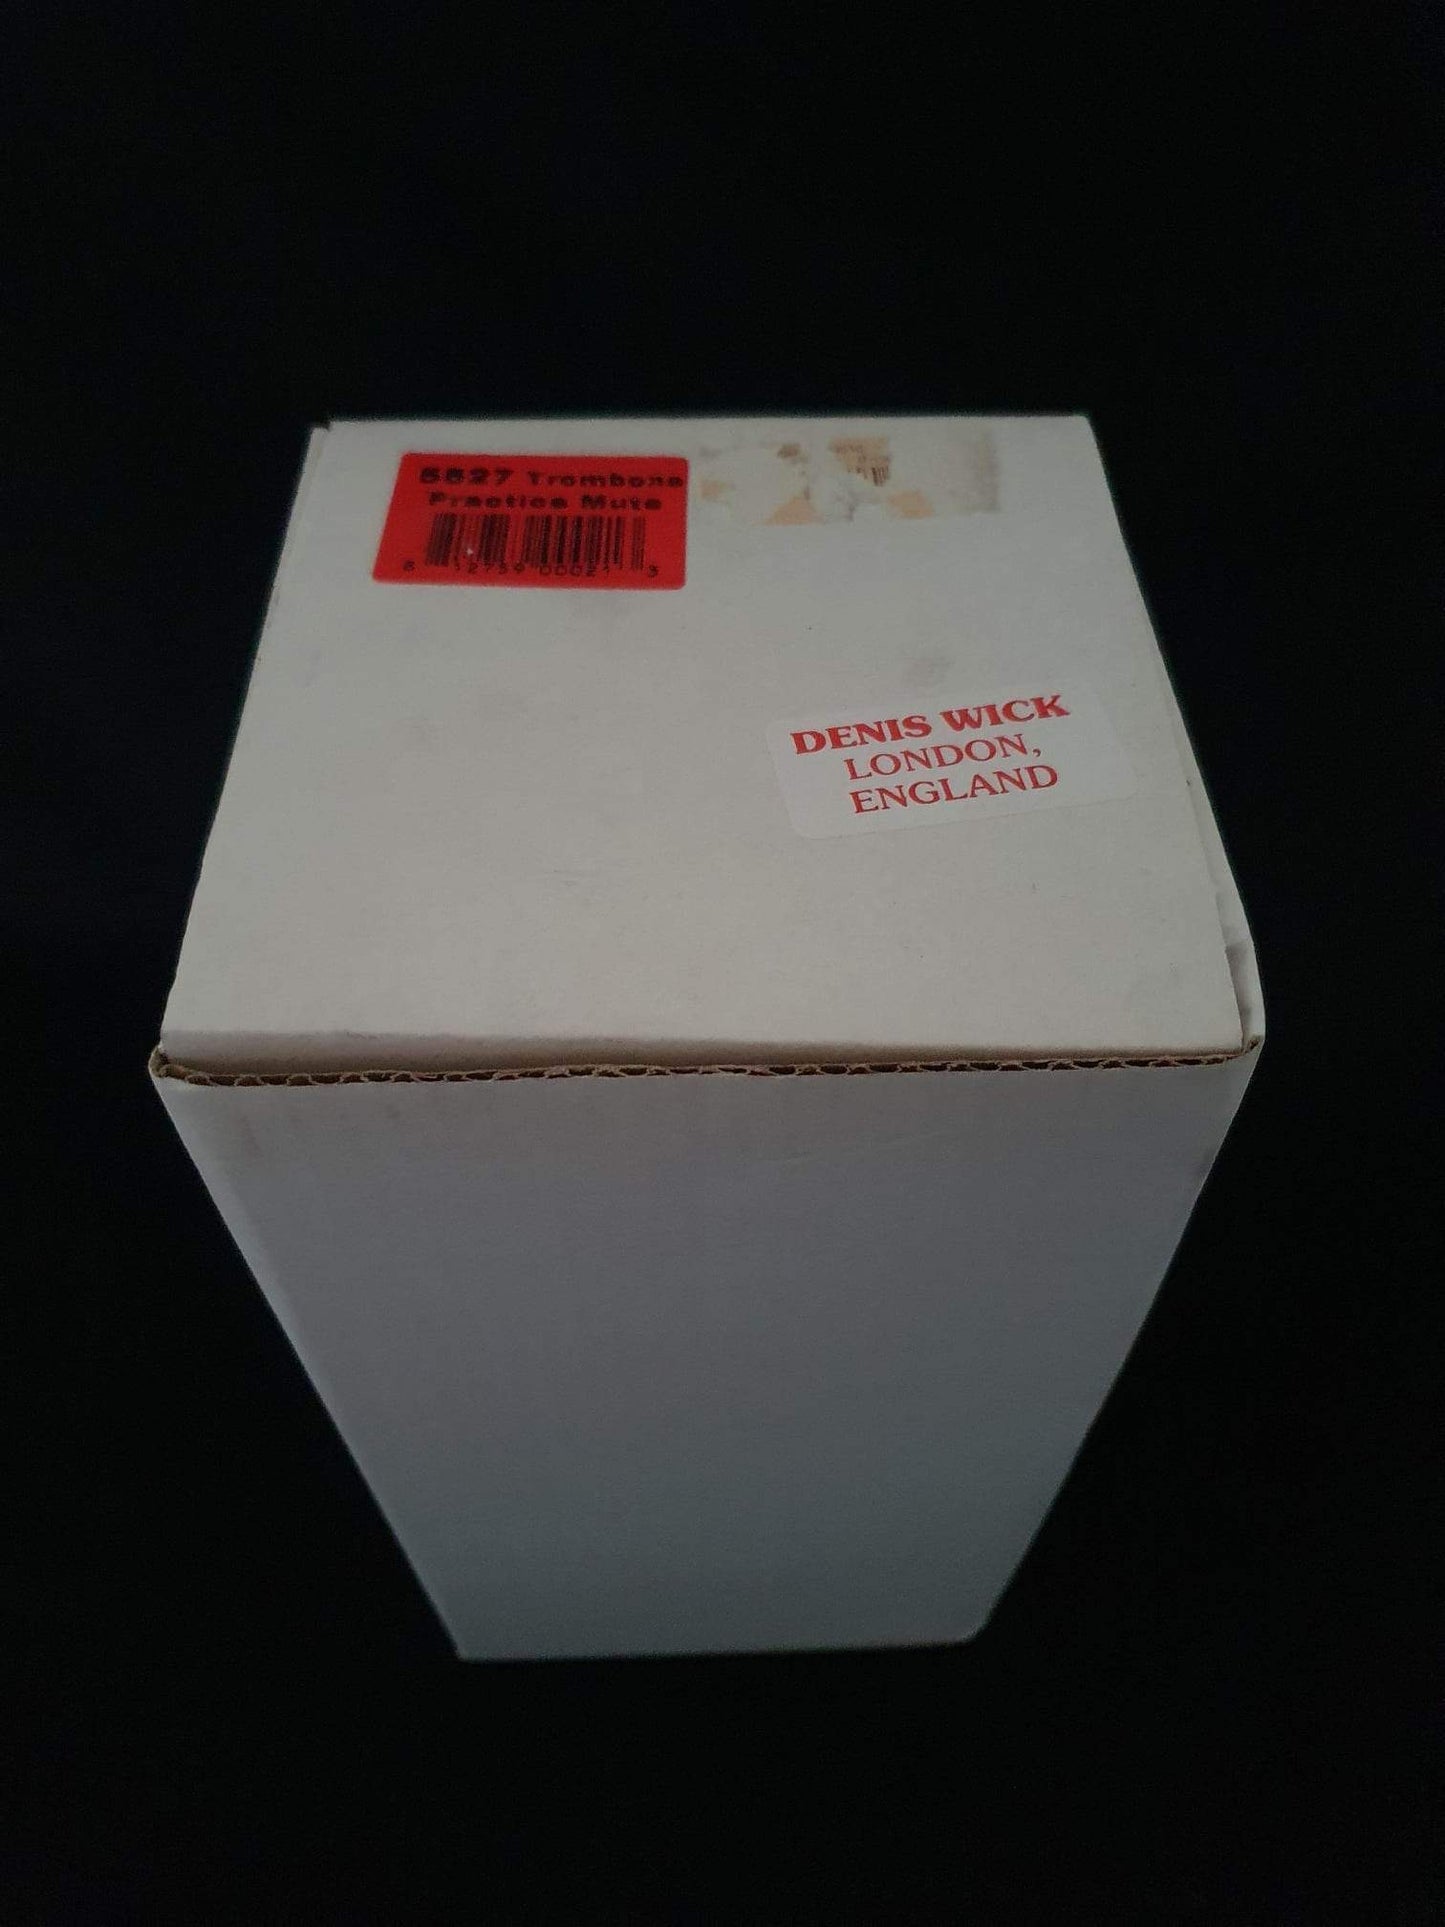 5527 Trombone
Practice Mute
DENIS WICK
LONDON,
ENGLAND